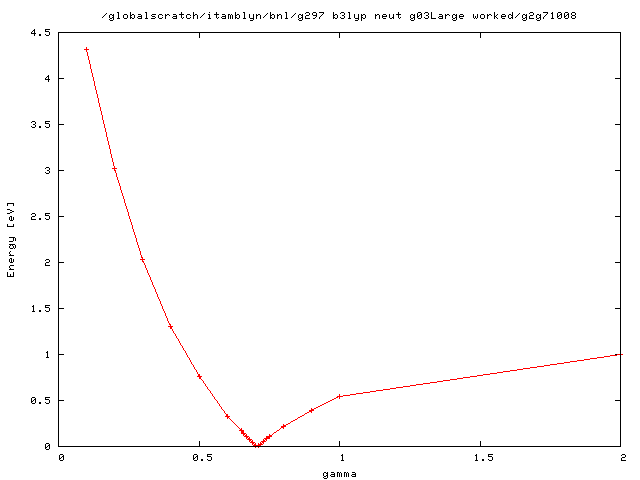 /globalscratch/itamblyn/bnl/g297 b3lyp neut g03Large worked/g2g71008
4.5
4
3.5
3
2.5
2
1.5
1
0.5
0
Energy [eV]
0 0.5 1 1.5 2
gamma